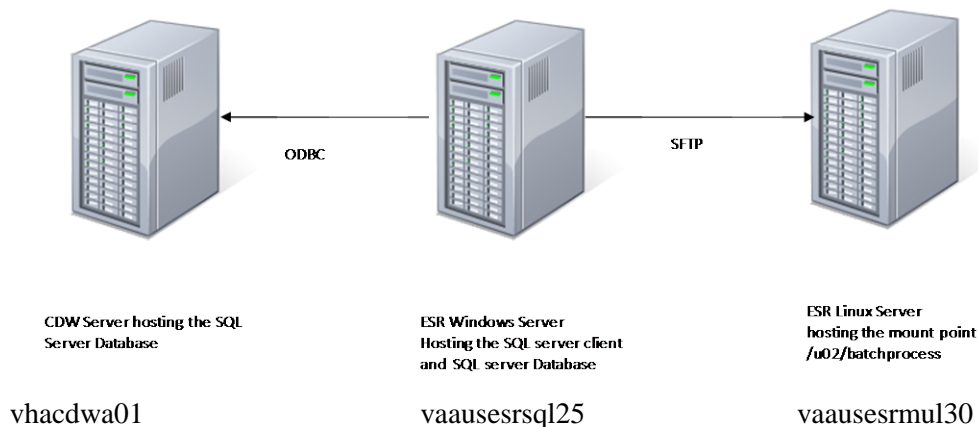 ODBC
SFTP
CDW Server hosting the SQL
Server Database
ESR Windows Server
Hosting the SQL server client
and SQL server Database
ESR Linux Server
hosting the mount point
/u02/batchprocess
vhacdwa01
vaausesrsql25
vaausesrmul30